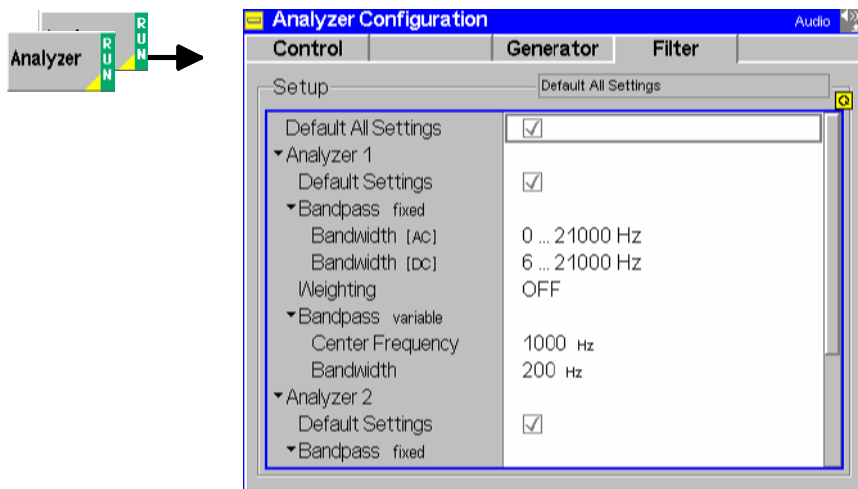 RUN
Analyzer RUN
Analyzer Configuration Audio
Control Generator Filter
Setup Default All Settings
Default All Settings
Analyzer 1
Default Settings
Bandpass fixed
Bandwidth [AC] 0 ... 21000 Hz
Bandwidth [DC] 6 ... 21000 Hz
Weighting OFF
Bandpass variable
Center Frequency 1000 Hz
Bandwidth 200 Hz
Analyzer 2
Default Settings
Bandpass fixed